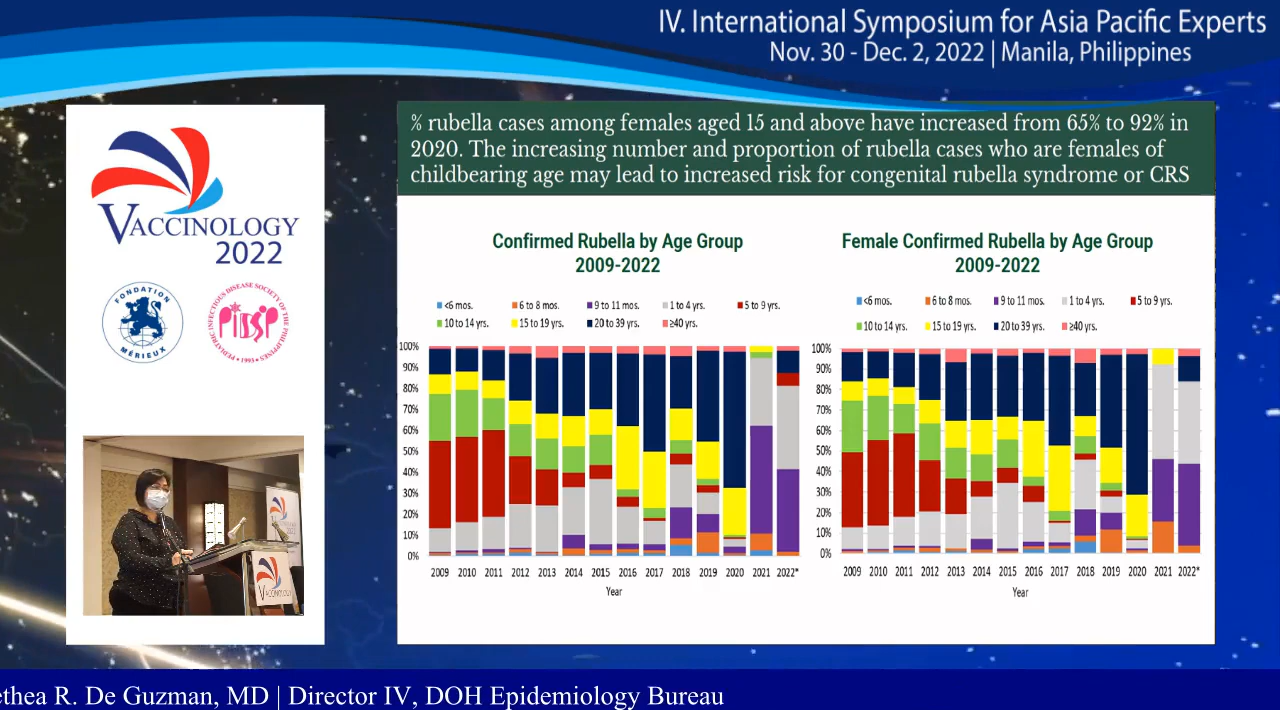 IV. International Symposium for Asia Pacific Experts
Nov. 30 - Dec. 2, 2022 | Manila, Philippines
VACCINOLOGY
2022
FONDATION
MÉRIEUX
PEDIATRIC INFECTIOUS DISEASE SOCIETY OF THE PHILIPPINES
PIDSP
• 1993 •
% rubella cases among females aged 15 and above have increased from 65% to 92% in
2020. The increasing number and proportion of rubella cases who are females of
childbearing age may lead to increased risk for congenital rubella syndrome or CRS
Confirmed Rubella by Age Group
2009-2022
<6 mos. 6 to 8 mos. 9 to 11 mos. 1 to 4 yrs. 5 to 9 yrs.
10 to 14 yrs. 15 to 19 yrs. 20 to 39 yrs. ≥40 yrs.
100%
90%
80%
70%
60%
50%
40%
30%
20%
10%
0%
2009 2010 2011 2012 2013 2014 2015 2016 2017 2018 2019 2020 2021 2022*
Year
Female Confirmed Rubella by Age Group
2009-2022
<6 mos. 6 to 8 mos. 9 to 11 mos. 1 to 4 yrs. 5 to 9 yrs.
10 to 14 yrs. 15 to 19 yrs. 20 to 39 yrs. ≥40 yrs.
100%
90%
80%
70%
60%
50%
40%
30%
20%
10%
0%
2009 2010 2011 2012 2013 2014 2015 2016 2017 2018 2019 2020 2021 2022*
Year
VACCINOLOGY
ethea R. De Guzman, MD | Director IV, DOH Epidemiology Bureau